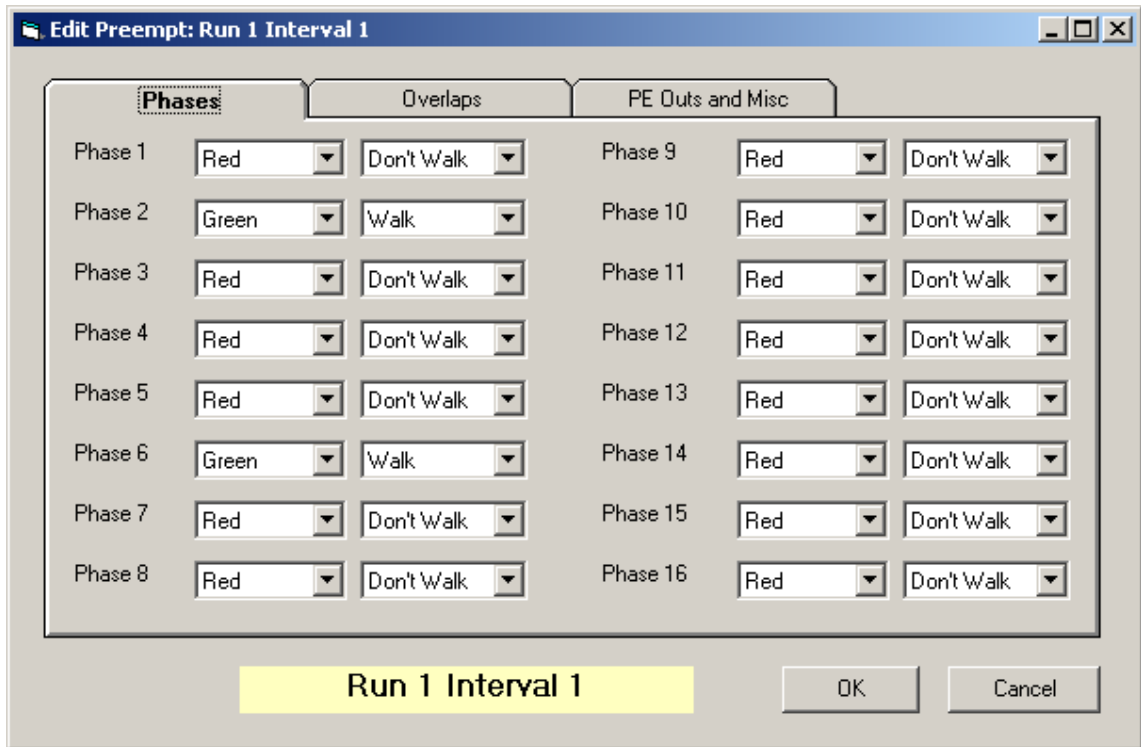 Edit Preempt: Run 1 Interval 1
Phases Overlaps PE Outs and Misc
Phase 1 Red Don't Walk Phase 9 Red Don't Walk
Phase 2 Green Walk Phase 10 Red Don't Walk
Phase 3 Red Don't Walk Phase 11 Red Don't Walk
Phase 4 Red Don't Walk Phase 12 Red Don't Walk
Phase 5 Red Don't Walk Phase 13 Red Don't Walk
Phase 6 Green Walk Phase 14 Red Don't Walk
Phase 7 Red Don't Walk Phase 15 Red Don't Walk
Phase 8 Red Don't Walk Phase 16 Red Don't Walk
Run 1 Interval 1 OK Cancel